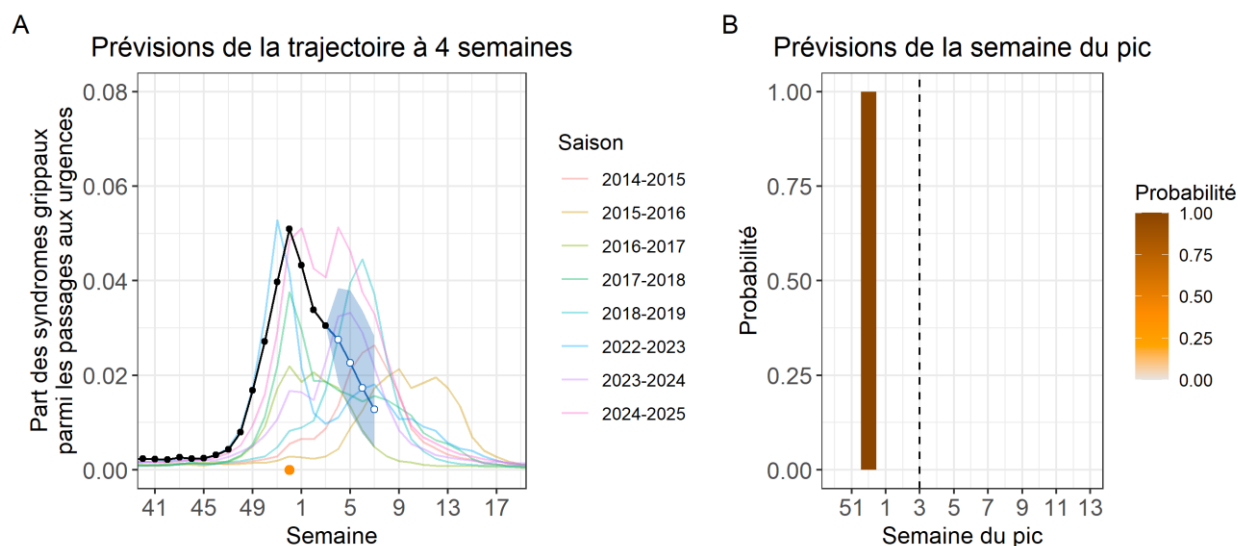 A
Prévisions de la trajectoire à 4 semaines
Part des syndromes grippaux
parmi les passages aux urgences
0.08
0.06
0.04
0.02
0.00
41 45 49 1 5 9 13 17
Semaine
Saison
2014-2015
2015-2016
2016-2017
2017-2018
2018-2019
2022-2023
2023-2024
2024-2025
B
Prévisions de la semaine du pic
Probabilité
1.00
0.75
0.50
0.25
0.00
51 1 3 5 7 9 11 13
Semaine du pic
Probabilité
1.00
0.75
0.50
0.25
0.00